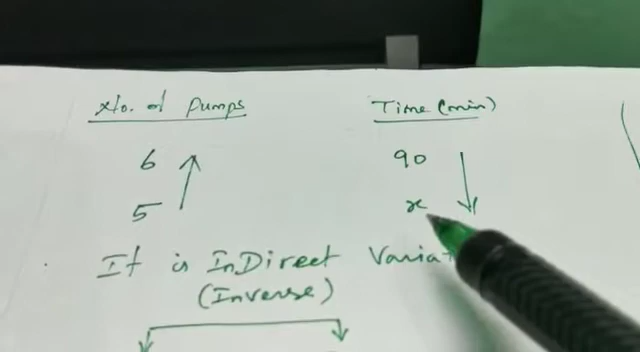 No. of Pumps Time (min)
6 90
5 x
It is InDirect
(Inverse)